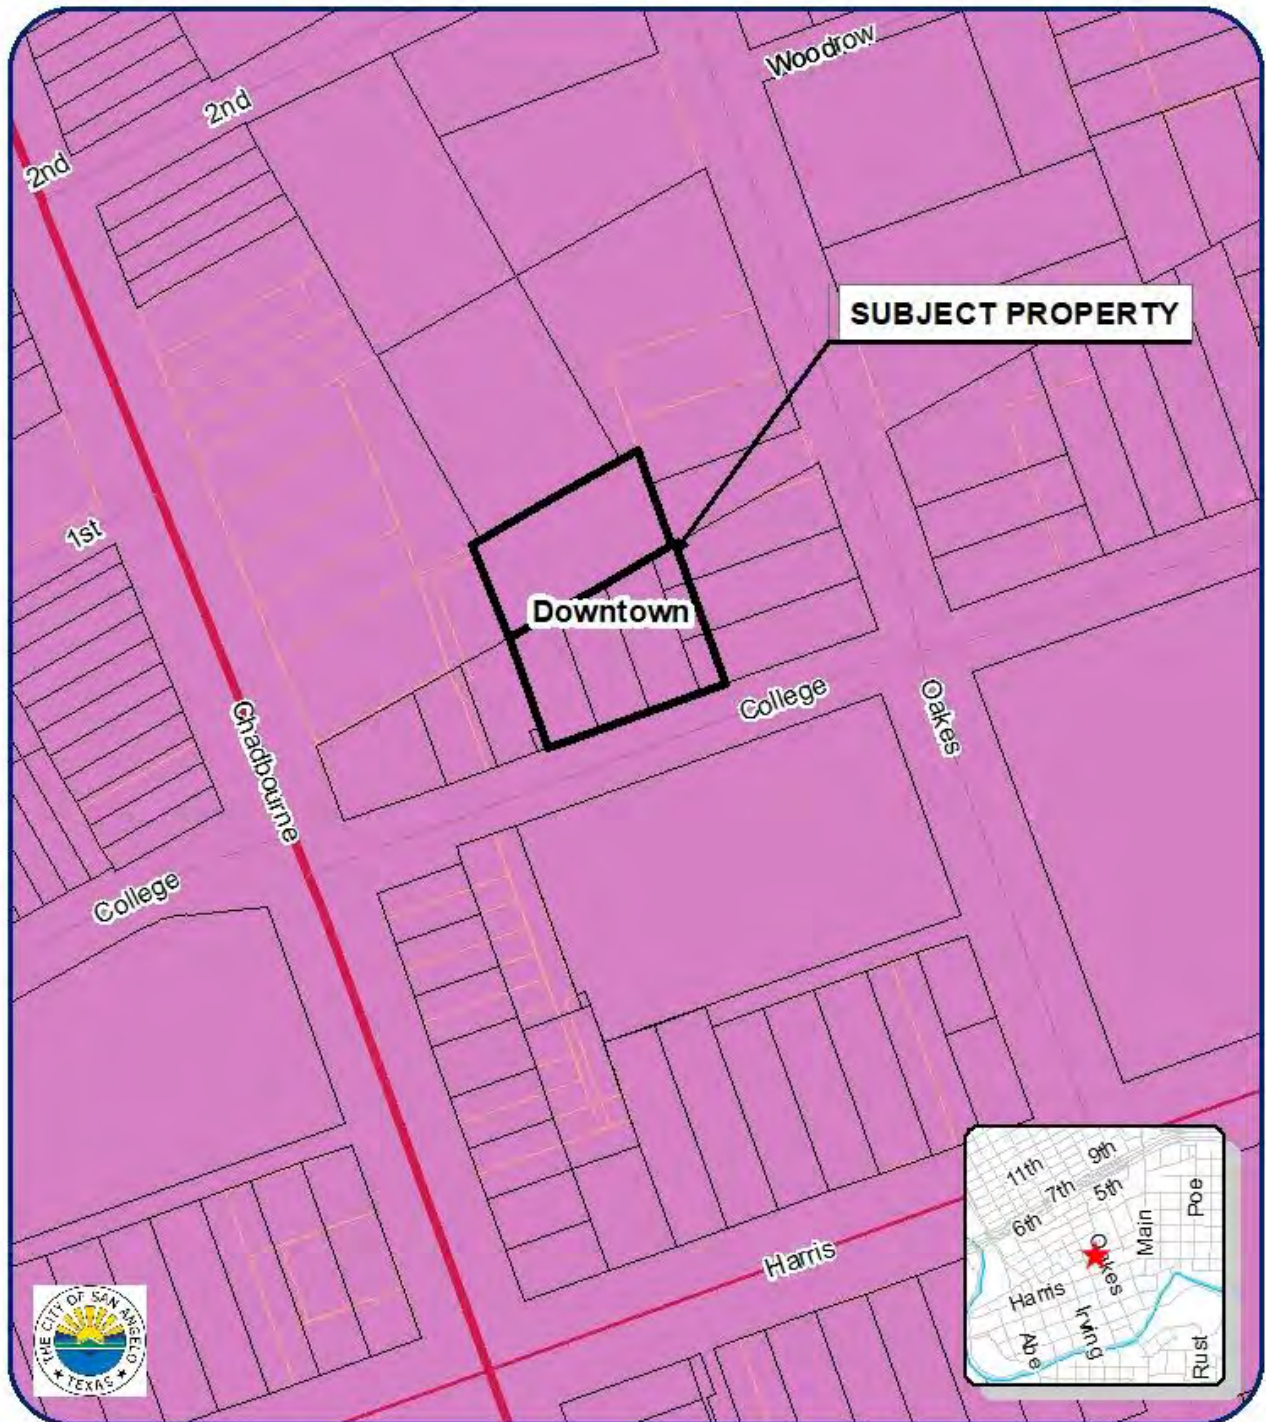 Woodrow
2nd
2nd
SUBJECT PROPERTY
1st
Downtown
College
Oakes
Chadbourne
College
Harris
THE CITY OF SAN ANGELO
TEXAS
11th
9th
7th
5th
6th
Poe
Main
Oakes
Harris
Irving
Abe
Rust